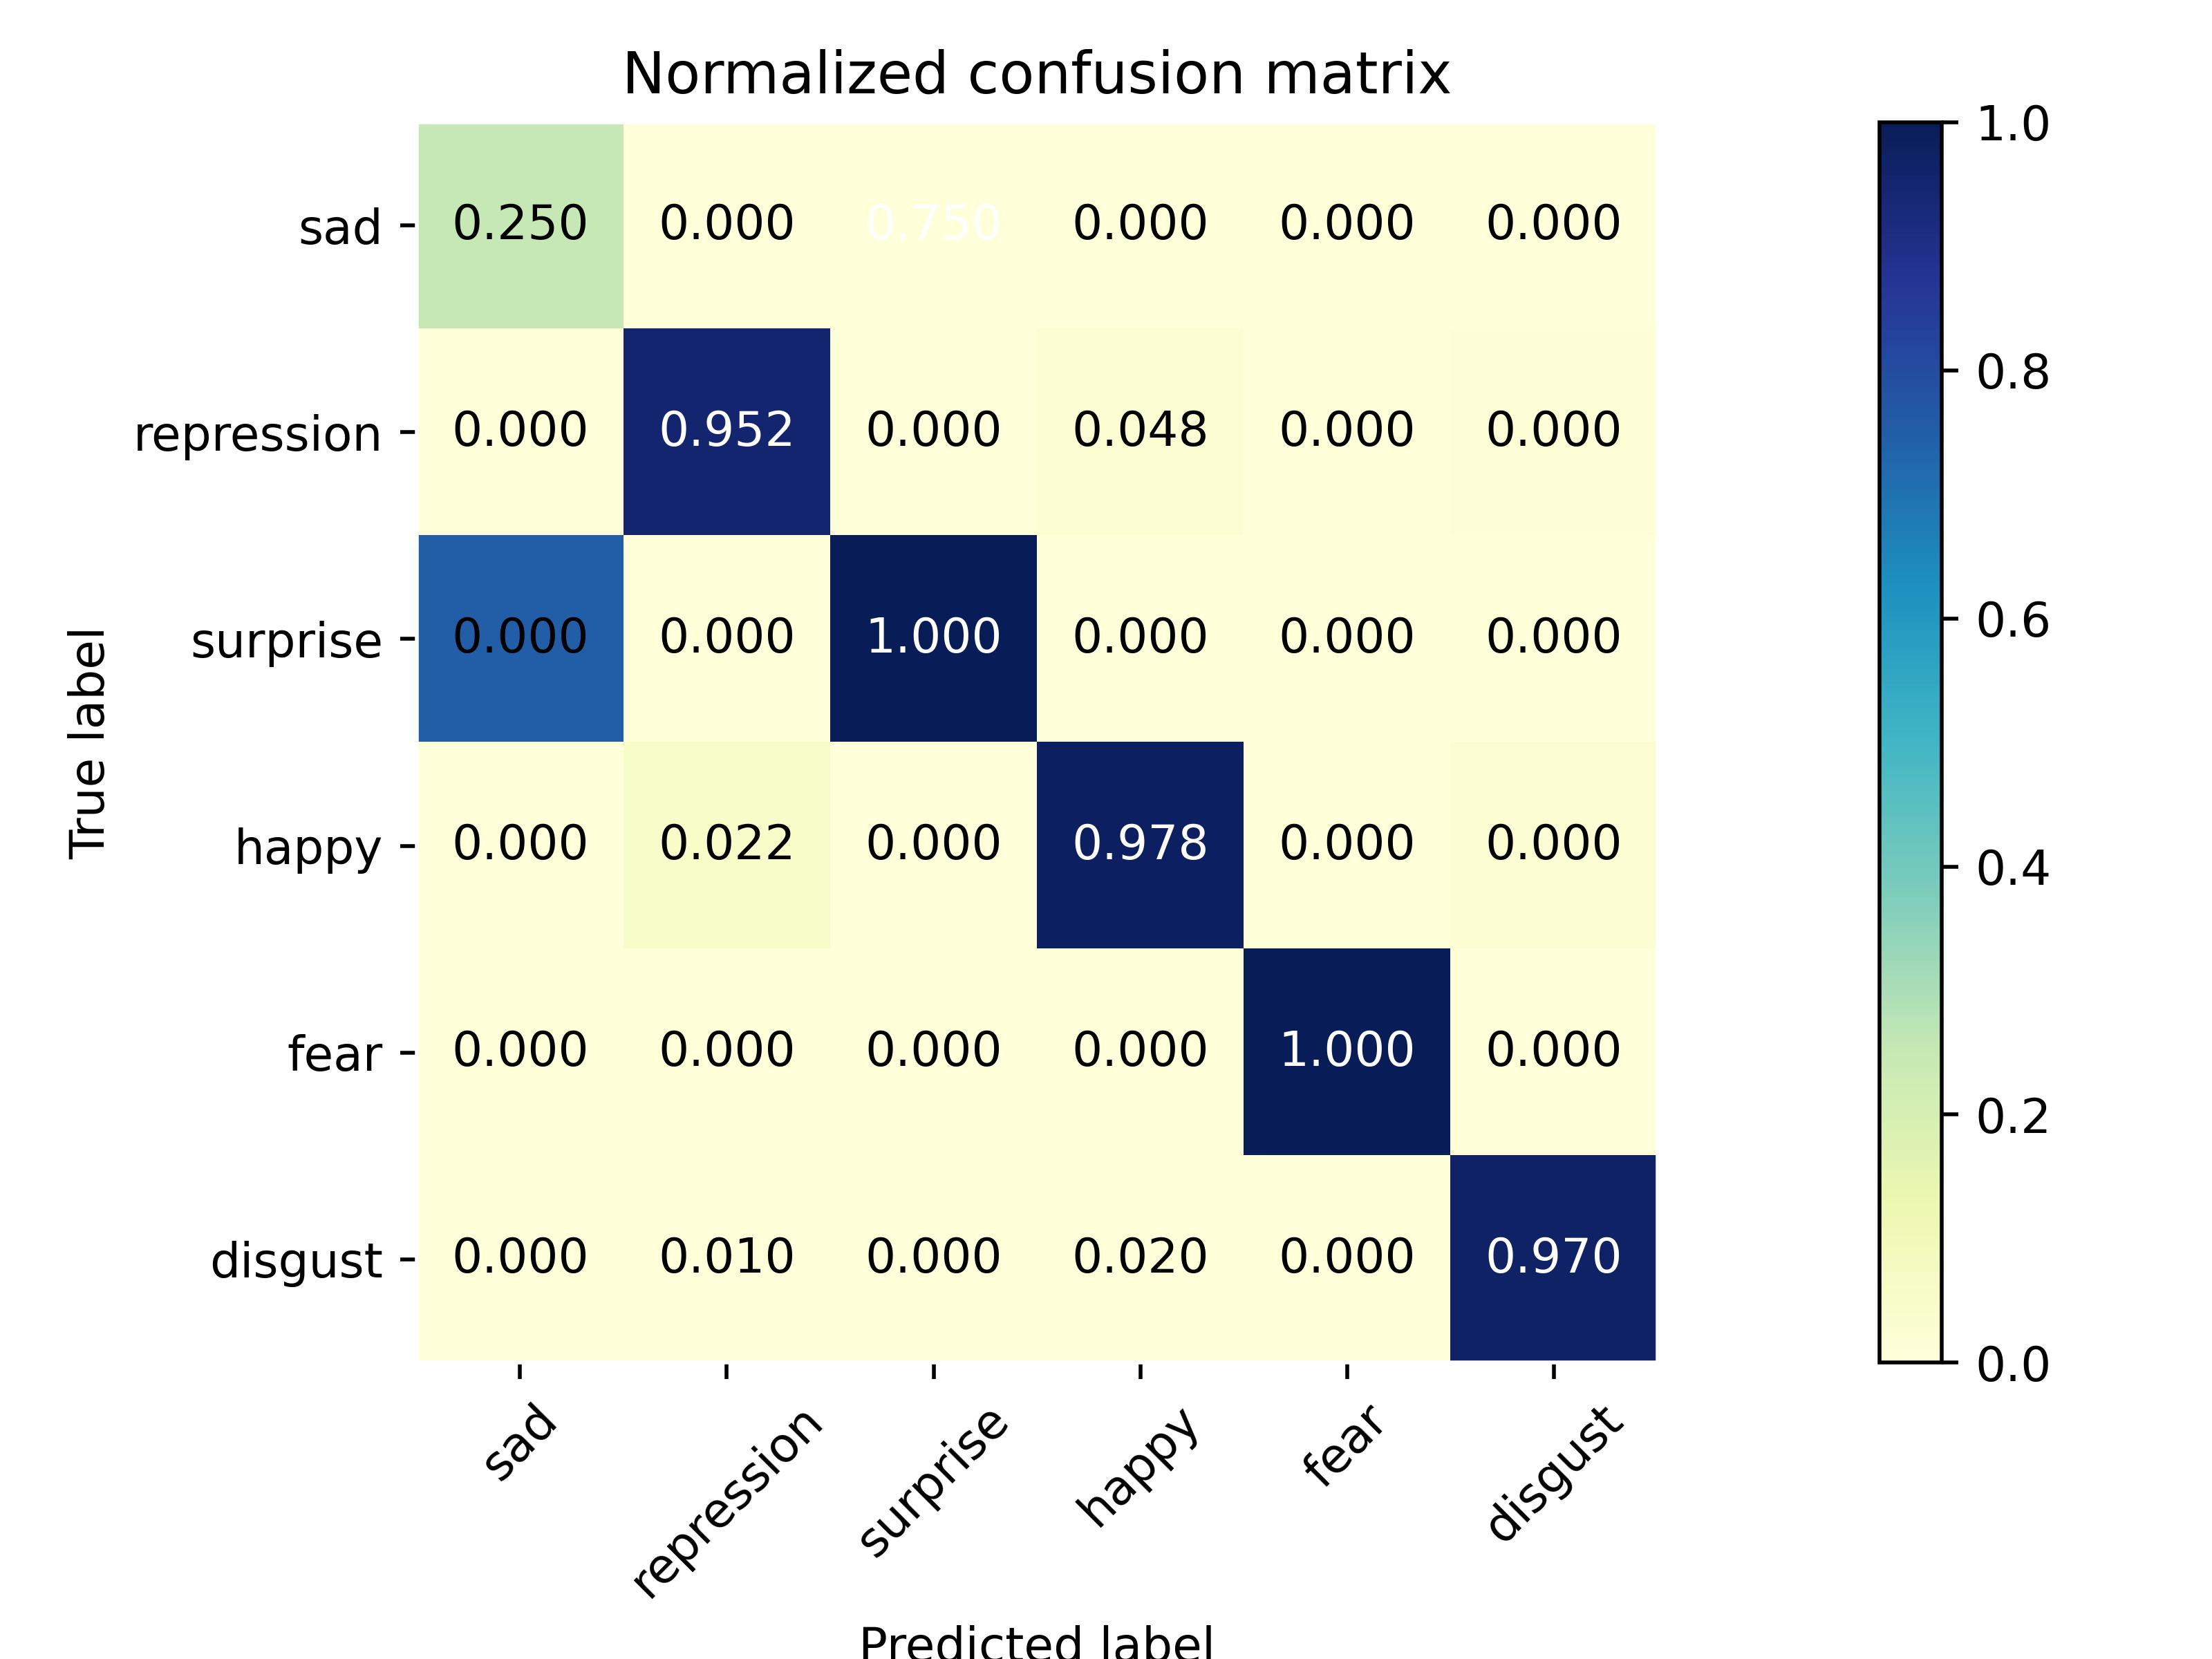 Normalized confusion matrix
sad 0.250 0.000 0.750 0.000 0.000 0.000
repression 0.000 0.952 0.000 0.048 0.000 0.000
surprise 0.000 0.000 1.000 0.000 0.000 0.000
happy 0.000 0.022 0.000 0.978 0.000 0.000
fear 0.000 0.000 0.000 0.000 1.000 0.000
disgust 0.000 0.010 0.000 0.020 0.000 0.970
True label
sad repression surprise happy fear disgust
Predicted label
1.0
0.8
0.6
0.4
0.2
0.0